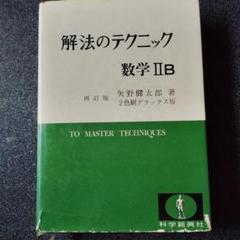 解法のテクニック
数学ⅡB
再訂版 矢野健太郎 著
2色刷デラックス版
TO MASTER TECHNIQUES
科学新興社